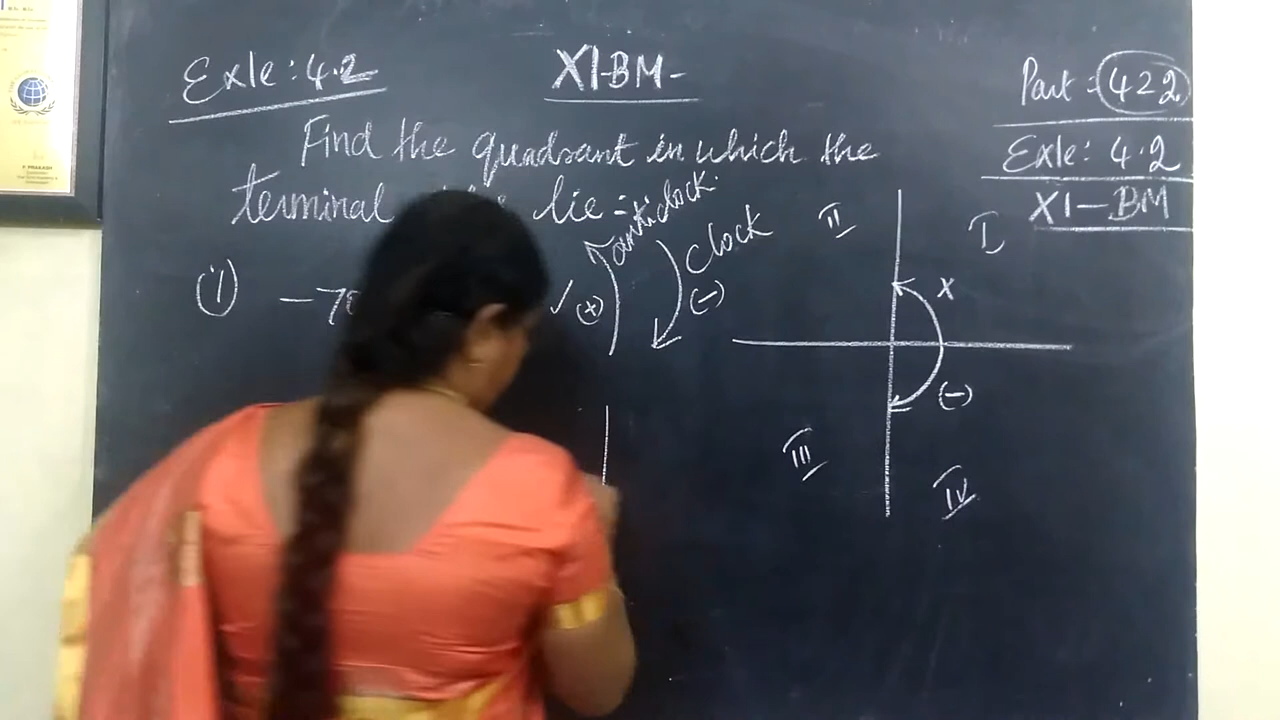 Exle: 4.2
XI-BM-
Part: 422
Exle: 4.2
XI-BM
Find the quadrant in which the
terminal lie =
anticlock.
clock
(i) -70
✓ (+)
(-)
II
I
x
(-)
III
IV